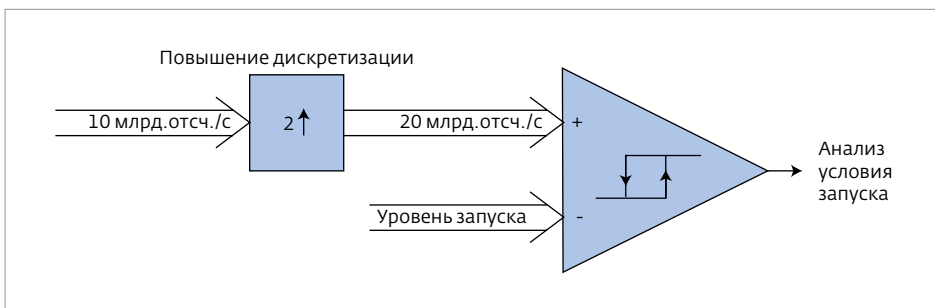 Повышение дискретизации
10 млрд.отсч./с
2↑
20 млрд.отсч./с
+
Уровень запуска
-
Анализ
условия
запуска